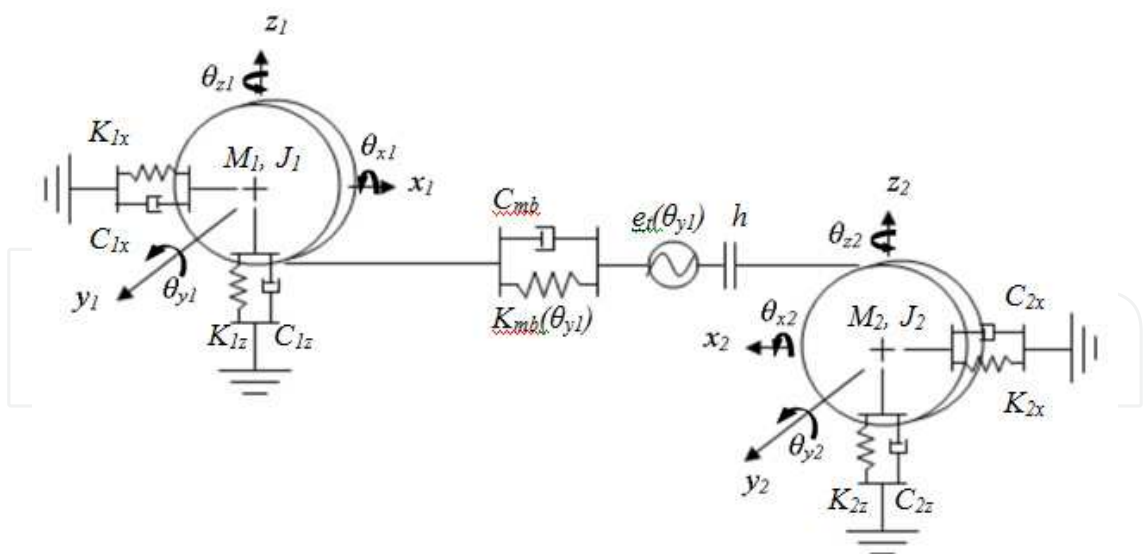 z1
θz1
K1x
M1, J1
θx1
x1
C1x
θy1
y1
K1z C1z
Cmb
Kmb(θy1)
et(θy1) h
z2
θz2
C2x
θx2
M2, J2
x2
K2x
θy2
y2
K2z C2z